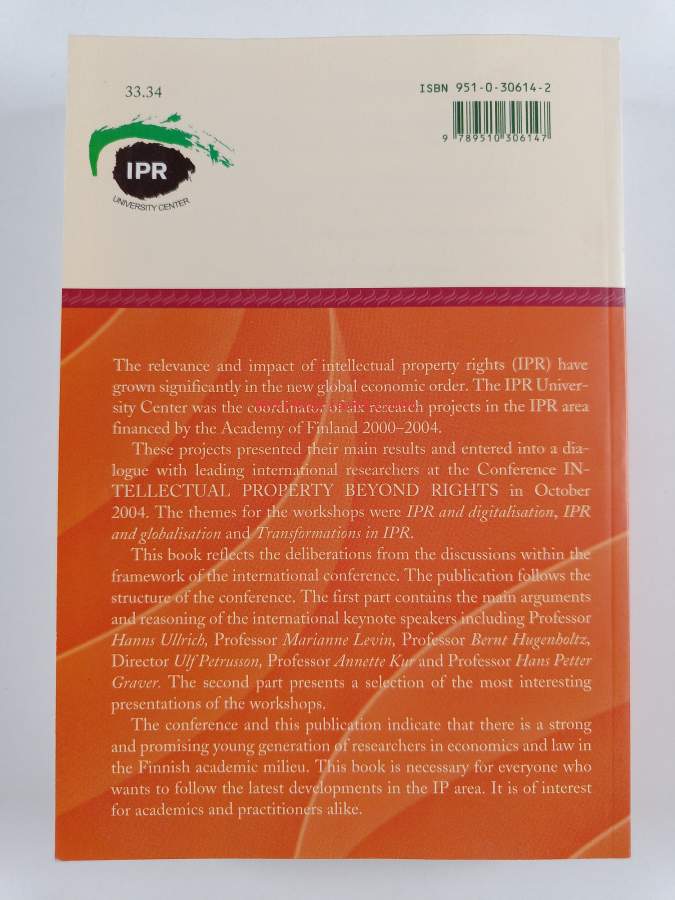 33.34
ISBN 951-0-30614-2
9 789510 306147
IPR
UNIVERSITY CENTER
The relevance and impact of intellectual property rights (IPR) have
grown significantly in the new global economic order. The IPR Univer-
sity Center was the coordinator of six research projects in the IPR area
financed by the Academy of Finland 2000–2004.
These projects presented their main results and entered into a dia-
logue with leading international researchers at the Conference IN-
TELLECTUAL PROPERTY BEYOND RIGHTS in October
2004. The themes for the workshops were IPR and digitalisation, IPR
and globalisation and Transformations in IPR.
This book reflects the deliberations from the discussions within the
framework of the international conference. The publication follows the
structure of the conference. The first part contains the main arguments
and reasoning of the international keynote speakers including Professor
Hanns Ullrich, Professor Marianne Levin, Professor Bernt Hugenholtz,
Director Ulf Petrusson, Professor Annette Kur and Professor Hans Petter
Graver. The second part presents a selection of the most interesting
presentations of the workshops.
The conference and this publication indicate that there is a strong
and promising young generation of researchers in economics and law in
the Finnish academic milieu. This book is necessary for everyone who
wants to follow the latest developments in the IP area. It is of interest
for academics and practitioners alike.